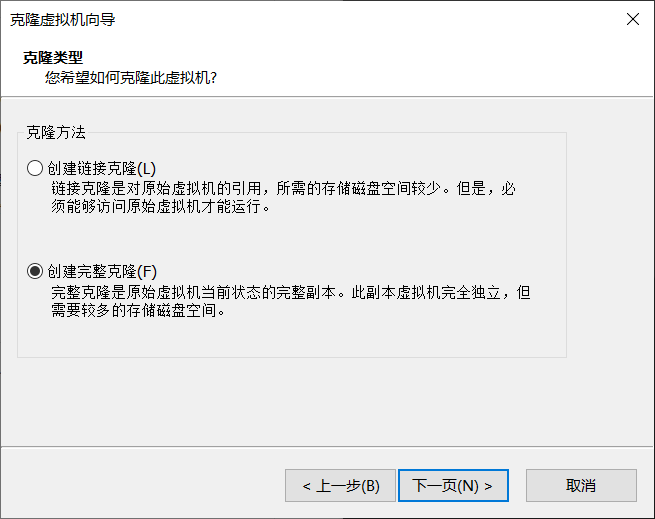 克隆虚拟机向导
克隆类型
您希望如何克隆此虚拟机?
克隆方法
创建链接克隆(L)
链接克隆是对原始虚拟机的引用，所需的存储磁盘空间较少。但是，必
须能够访问原始虚拟机才能运行。
创建完整克隆(F)
完整克隆是原始虚拟机当前状态的完整副本。此副本虚拟机完全独立，但
需要较多的存储磁盘空间。
< 上一步(B) 下一页(N) > 取消